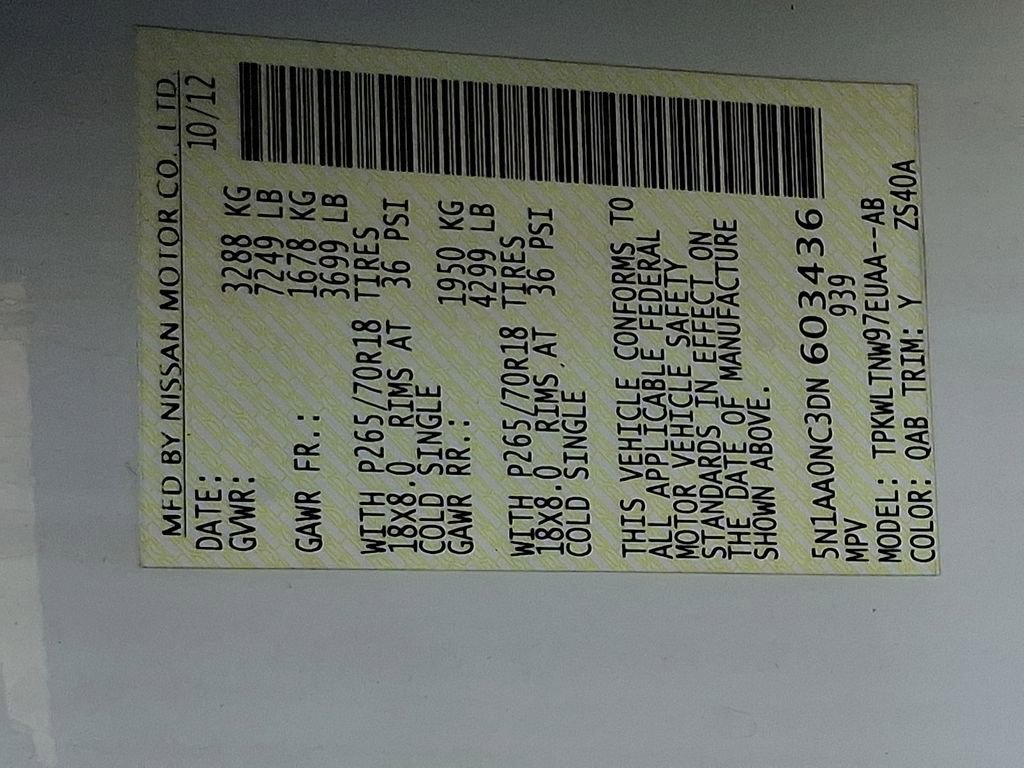 MFD BY NISSAN MOTOR CO., LTD
DATE: 10/12
GVWR: 3288 KG
7249 LB
GAWR FR.: 1678 KG
3699 LB
WITH P265/70R18 TIRES
18X8.0 RIMS AT 36 PSI
COLD SINGLE
GAWR RR.: 1950 KG
4299 LB
WITH P265/70R18 TIRES
18X8.0 RIMS AT 36 PSI
COLD SINGLE
THIS VEHICLE CONFORMS TO
ALL APPLICABLE FEDERAL
MOTOR VEHICLE SAFETY
STANDARDS IN EFFECT ON
THE DATE OF MANUFACTURE
SHOWN ABOVE.
5N1AA0NC3DN 603436
MPV 939
MODEL: TPKWLTNW97EUAA--AB
COLOR: QAB TRIM: Y ZS40A